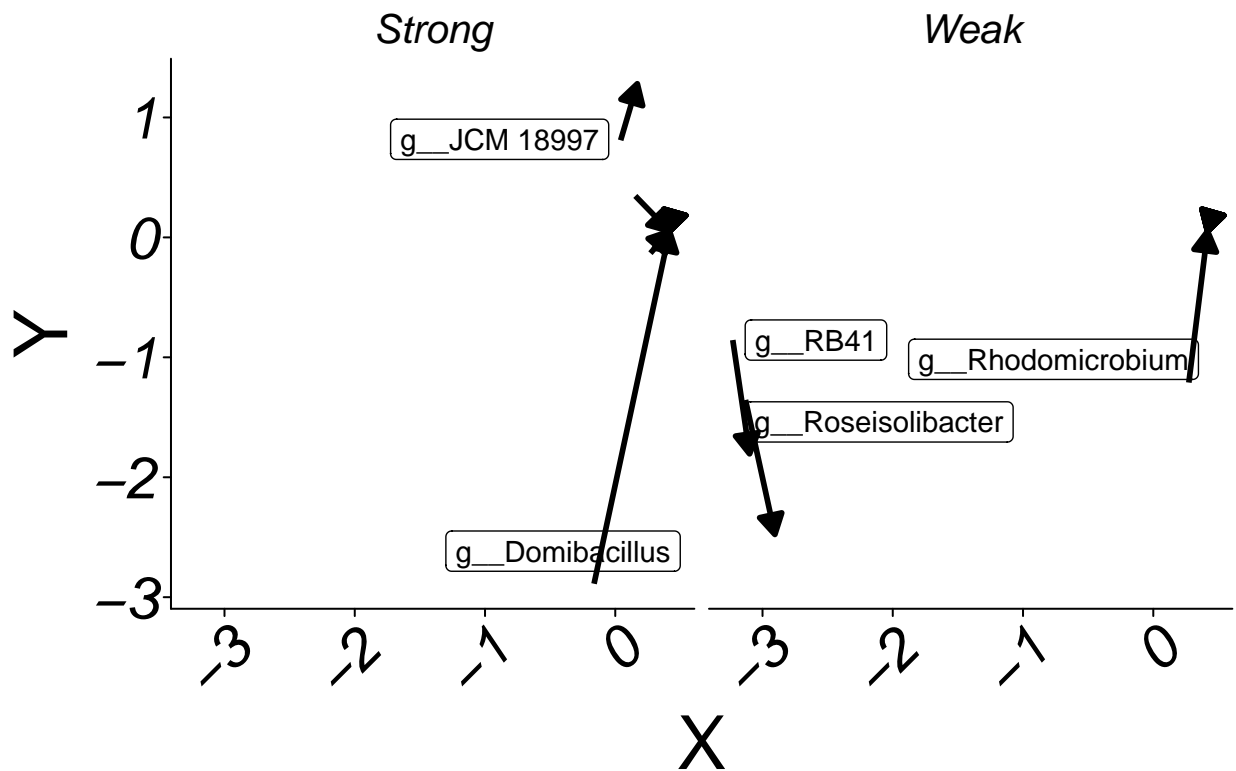 Strong
Weak
1
0
−1
−2
−3
Y
g__JCM 18997
g__Domibacillus
g__RB41
g__Roseisolibacter
g__Rhodomicrobium
−3
−2
−1
0
−3
−2
−1
0
X